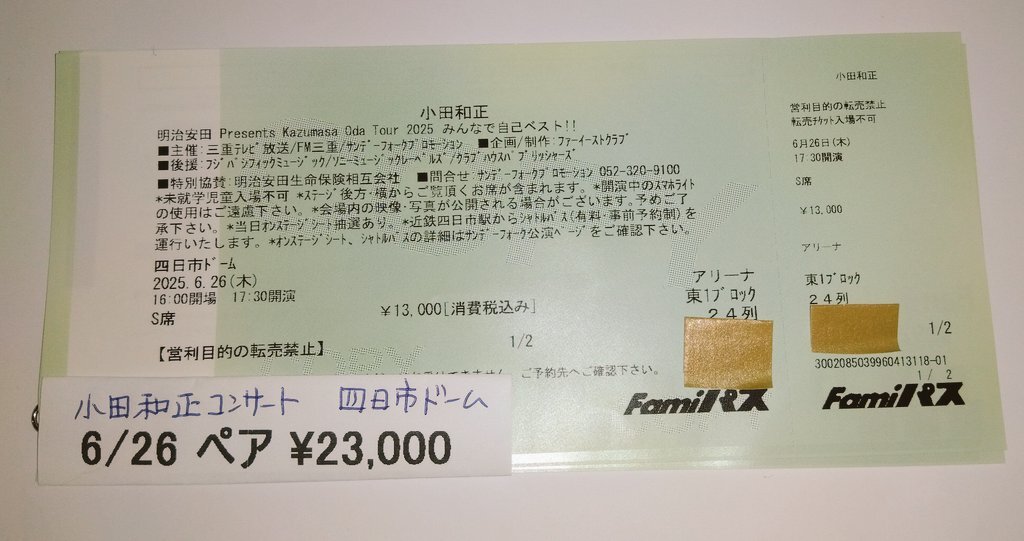 小田和正
明治安田 Presents Kazumasa Oda Tour 2025 みんなで自己ベスト!!
■主催:三重テレビ放送/FM三重/サンデーフォークプロモーション ■企画/制作:ファーイーストクラブ
■後援:フジパシフィックミュージック/ソニーミュージックレーベルズ/クラブハウスパブリッシャーズ
■特別協賛:明治安田生命保険相互会社 ■問合せ:サンデーフォークプロモーション 052-320-9100
*未就学児童入場不可 *ステージ後方・横からご覧頂くお席が含まれます。*開演中のスマホライト
の使用はご遠慮下さい。*会場内の映像・写真が公開される場合がございます。予めご了
承下さい。*当日オンステージシート抽選あり。*近鉄四日市駅からシャトルバス(有料・事前予約制)を
運行いたします。*オンステージシート、シャトルバスの詳細はサンデーフォーク公演ページをご確認下さい。
四日市ドーム
2025. 6.26(木)
16:00開場 17:30開演
S席
¥13,000[消費税込み]
1/2
【営利目的の転売禁止】
ご予約先へご確認下さい。
アリーナ
東1ブロック
24列
Famiパス
小田和正
営利目的の転売禁止
転売チケット入場不可
6月26日(木)
17:30開演
S席
¥13,000
アリーナ
東1ブロック
24列
1/2
3002085039960413118-01
1/ 2
Famiパス
小田和正コンサート 四日市ドーム
6/26 ペア ¥23,000